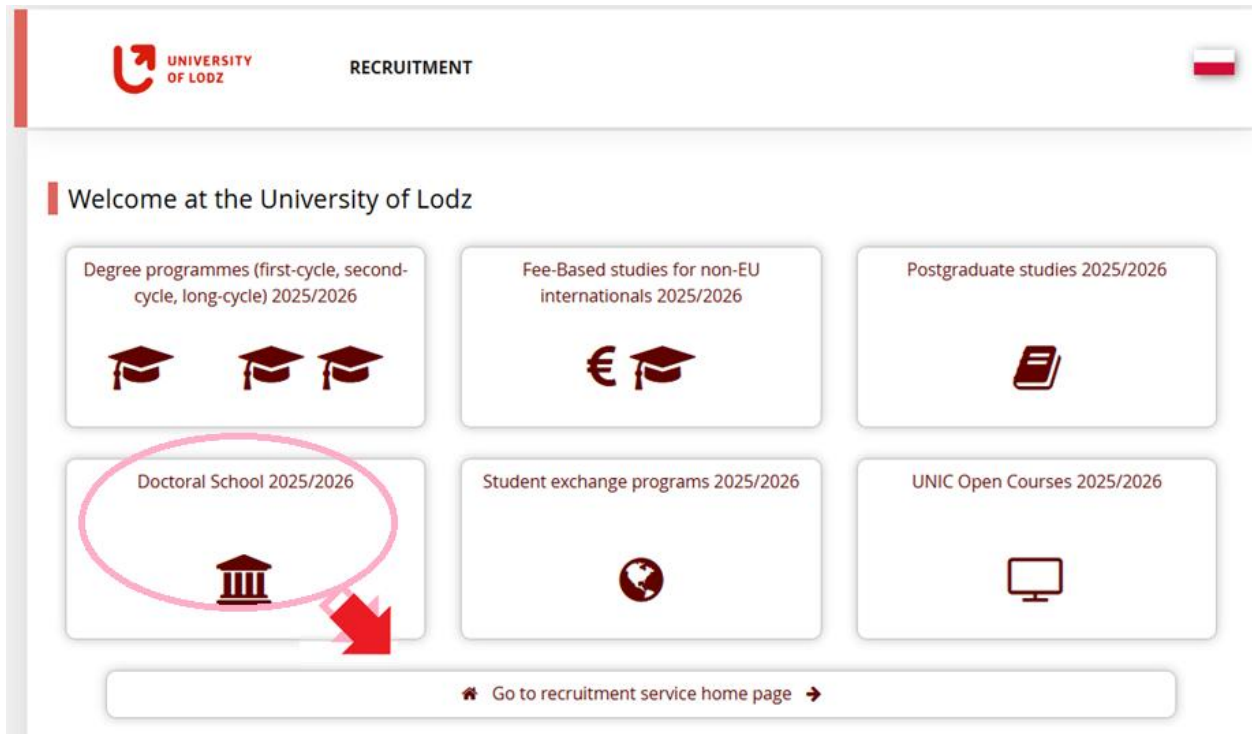 UNIVERSITY
OF LODZ
RECRUITMENT
Welcome at the University of Lodz
Degree programmes (first-cycle, second-
cycle, long-cycle) 2025/2026
Fee-Based studies for non-EU
internationals 2025/2026
Postgraduate studies 2025/2026
Doctoral School 2025/2026
Student exchange programs 2025/2026
UNIC Open Courses 2025/2026
Go to recruitment service home page